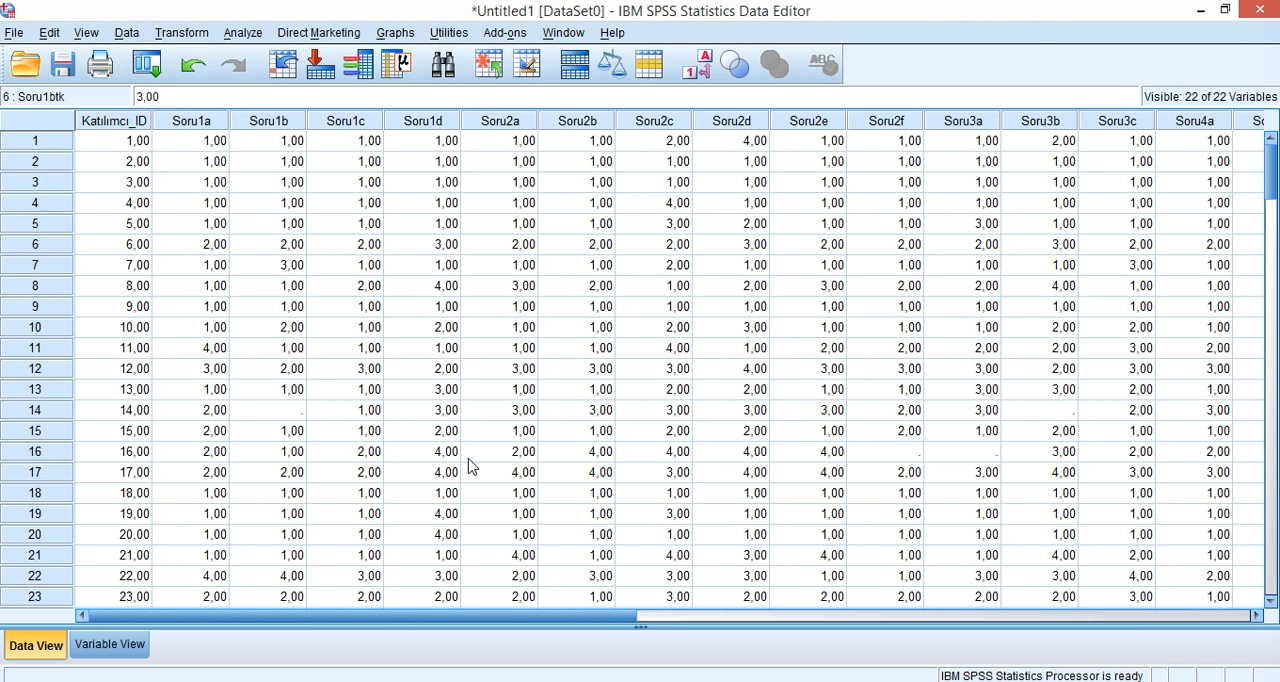 *Untitled1 [DataSet0] - IBM SPSS Statistics Data Editor
File Edit View Data Transform Analyze Direct Marketing Graphs Utilities Add-ons Window Help
6 : Soru1btk 3,00 Visible: 22 of 22 Variables
Katılımcı_ID Soru1a Soru1b Soru1c Soru1d Soru2a Soru2b Soru2c Soru2d Soru2e Soru2f Soru3a Soru3b Soru3c Soru4a
1 1,00 1,00 1,00 1,00 1,00 1,00 1,00 2,00 4,00 1,00 1,00 1,00 2,00 1,00 1,00
2 2,00 1,00 1,00 1,00 1,00 1,00 1,00 1,00 1,00 1,00 1,00 1,00 1,00 1,00 1,00
3 3,00 1,00 1,00 1,00 1,00 1,00 1,00 1,00 1,00 1,00 1,00 1,00 1,00 1,00 1,00
4 4,00 1,00 1,00 1,00 1,00 1,00 1,00 4,00 1,00 1,00 1,00 1,00 1,00 1,00 1,00
5 5,00 1,00 1,00 1,00 1,00 1,00 1,00 3,00 2,00 1,00 1,00 3,00 1,00 1,00 1,00
6 6,00 2,00 2,00 2,00 3,00 2,00 2,00 2,00 3,00 2,00 2,00 2,00 3,00 2,00 2,00
7 7,00 1,00 3,00 1,00 1,00 1,00 1,00 2,00 1,00 1,00 1,00 1,00 1,00 3,00 1,00
8 8,00 1,00 1,00 2,00 4,00 3,00 2,00 1,00 2,00 3,00 2,00 2,00 4,00 1,00 1,00
9 9,00 1,00 1,00 1,00 1,00 1,00 1,00 1,00 1,00 1,00 1,00 1,00 1,00 1,00 1,00
10 10,00 1,00 2,00 1,00 2,00 1,00 1,00 2,00 3,00 1,00 1,00 1,00 2,00 2,00 1,00
11 11,00 4,00 1,00 1,00 1,00 1,00 1,00 4,00 1,00 2,00 2,00 2,00 2,00 3,00 2,00
12 12,00 3,00 2,00 3,00 2,00 3,00 3,00 3,00 4,00 3,00 3,00 2,00 3,00 3,00 3,00
13 13,00 1,00 1,00 1,00 3,00 1,00 1,00 2,00 2,00 1,00 1,00 3,00 3,00 2,00 1,00
14 14,00 2,00 . 1,00 3,00 3,00 3,00 3,00 3,00 3,00 2,00 3,00 . 2,00 3,00
15 15,00 2,00 1,00 1,00 2,00 1,00 1,00 2,00 2,00 1,00 2,00 1,00 2,00 1,00 1,00
16 16,00 2,00 1,00 2,00 4,00 2,00 4,00 4,00 4,00 4,00 . . 3,00 2,00 2,00
17 17,00 2,00 2,00 2,00 4,00 4,00 4,00 3,00 4,00 4,00 2,00 3,00 4,00 3,00 3,00
18 18,00 1,00 1,00 1,00 1,00 1,00 1,00 1,00 1,00 1,00 1,00 1,00 1,00 1,00 1,00
19 19,00 1,00 1,00 1,00 4,00 1,00 1,00 3,00 1,00 1,00 1,00 1,00 1,00 1,00 1,00
20 20,00 1,00 1,00 1,00 4,00 1,00 1,00 1,00 1,00 1,00 1,00 1,00 1,00 1,00 1,00
21 21,00 1,00 1,00 1,00 1,00 4,00 1,00 4,00 3,00 4,00 1,00 1,00 4,00 2,00 1,00
22 22,00 4,00 4,00 3,00 3,00 2,00 3,00 3,00 3,00 1,00 1,00 3,00 3,00 4,00 2,00
23 23,00 2,00 2,00 2,00 2,00 2,00 1,00 3,00 2,00 2,00 2,00 2,00 2,00 3,00 1,00
Data View Variable View
IBM SPSS Statistics Processor is ready